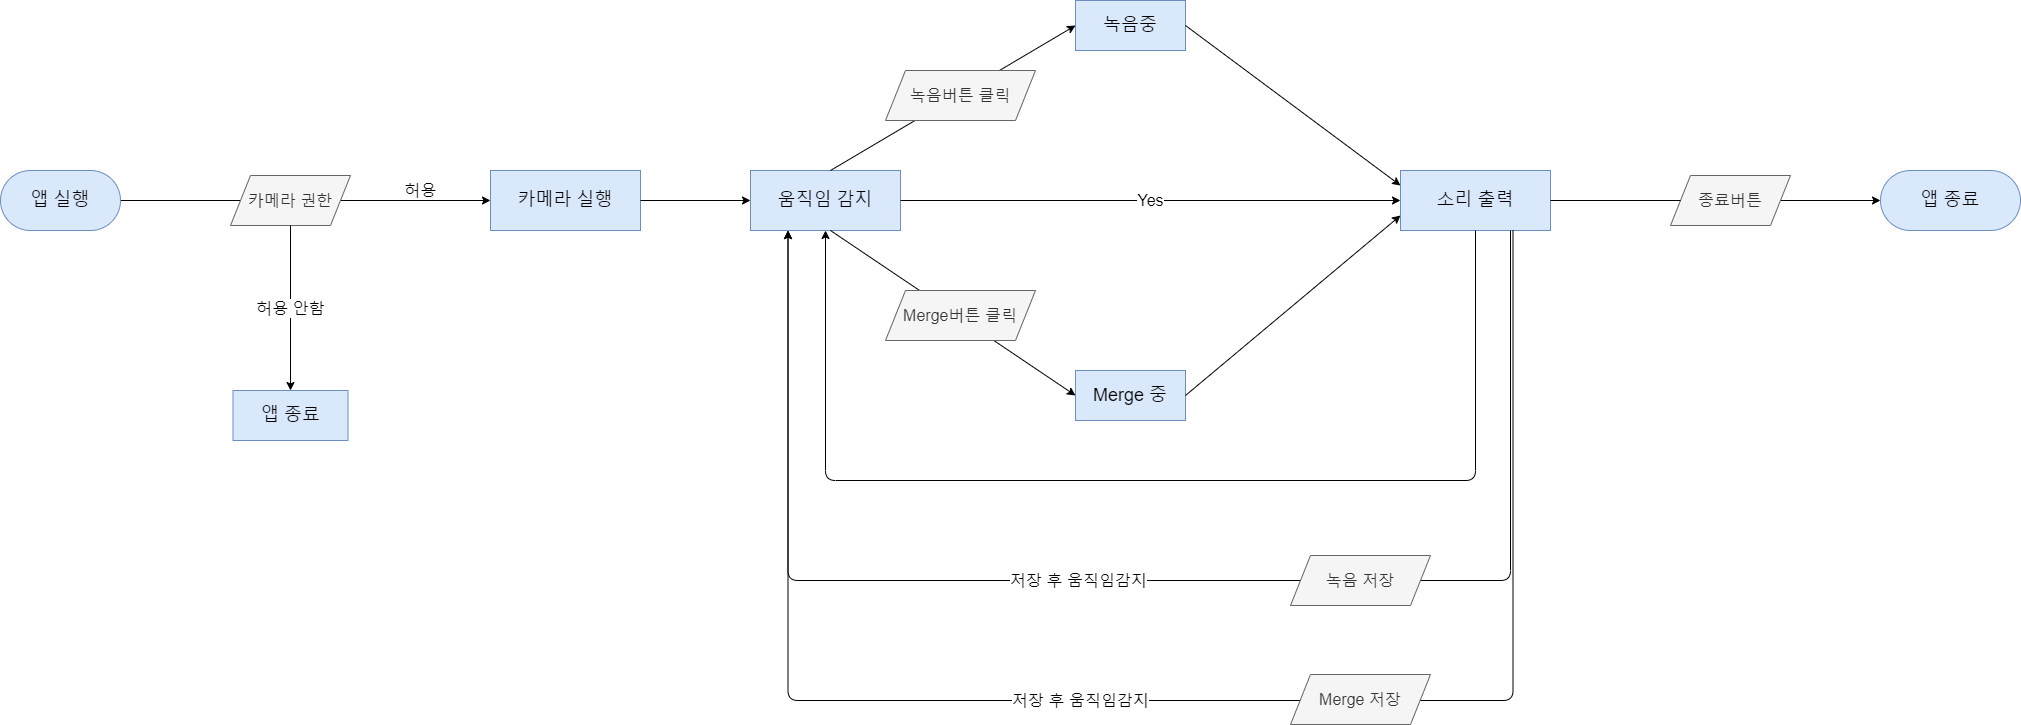 녹음중
녹음버튼 클릭
앱 실행
카메라 권한
허용
카메라 실행
움직임 감지
Yes
소리 출력
종료버튼
앱 종료
허용 안함
Merge버튼 클릭
앱 종료
Merge 중
저장 후 움직임감지
녹음 저장
저장 후 움직임감지
Merge 저장